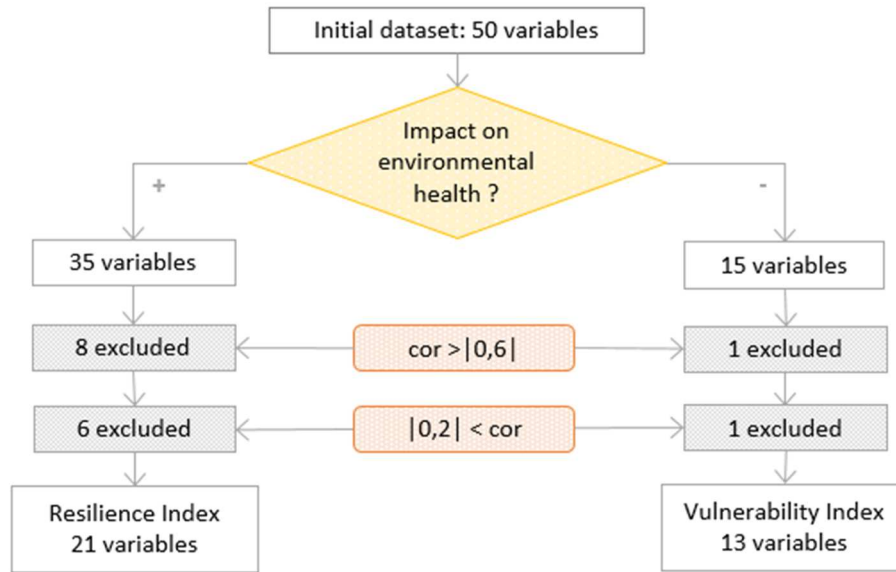 Initial dataset: 50 variables
Impact on
environmental
health ?
+
-
35 variables
15 variables
8 excluded
cor >|0,6|
1 excluded
6 excluded
|0,2| < cor
1 excluded
Resilience Index
21 variables
Vulnerability Index
13 variables